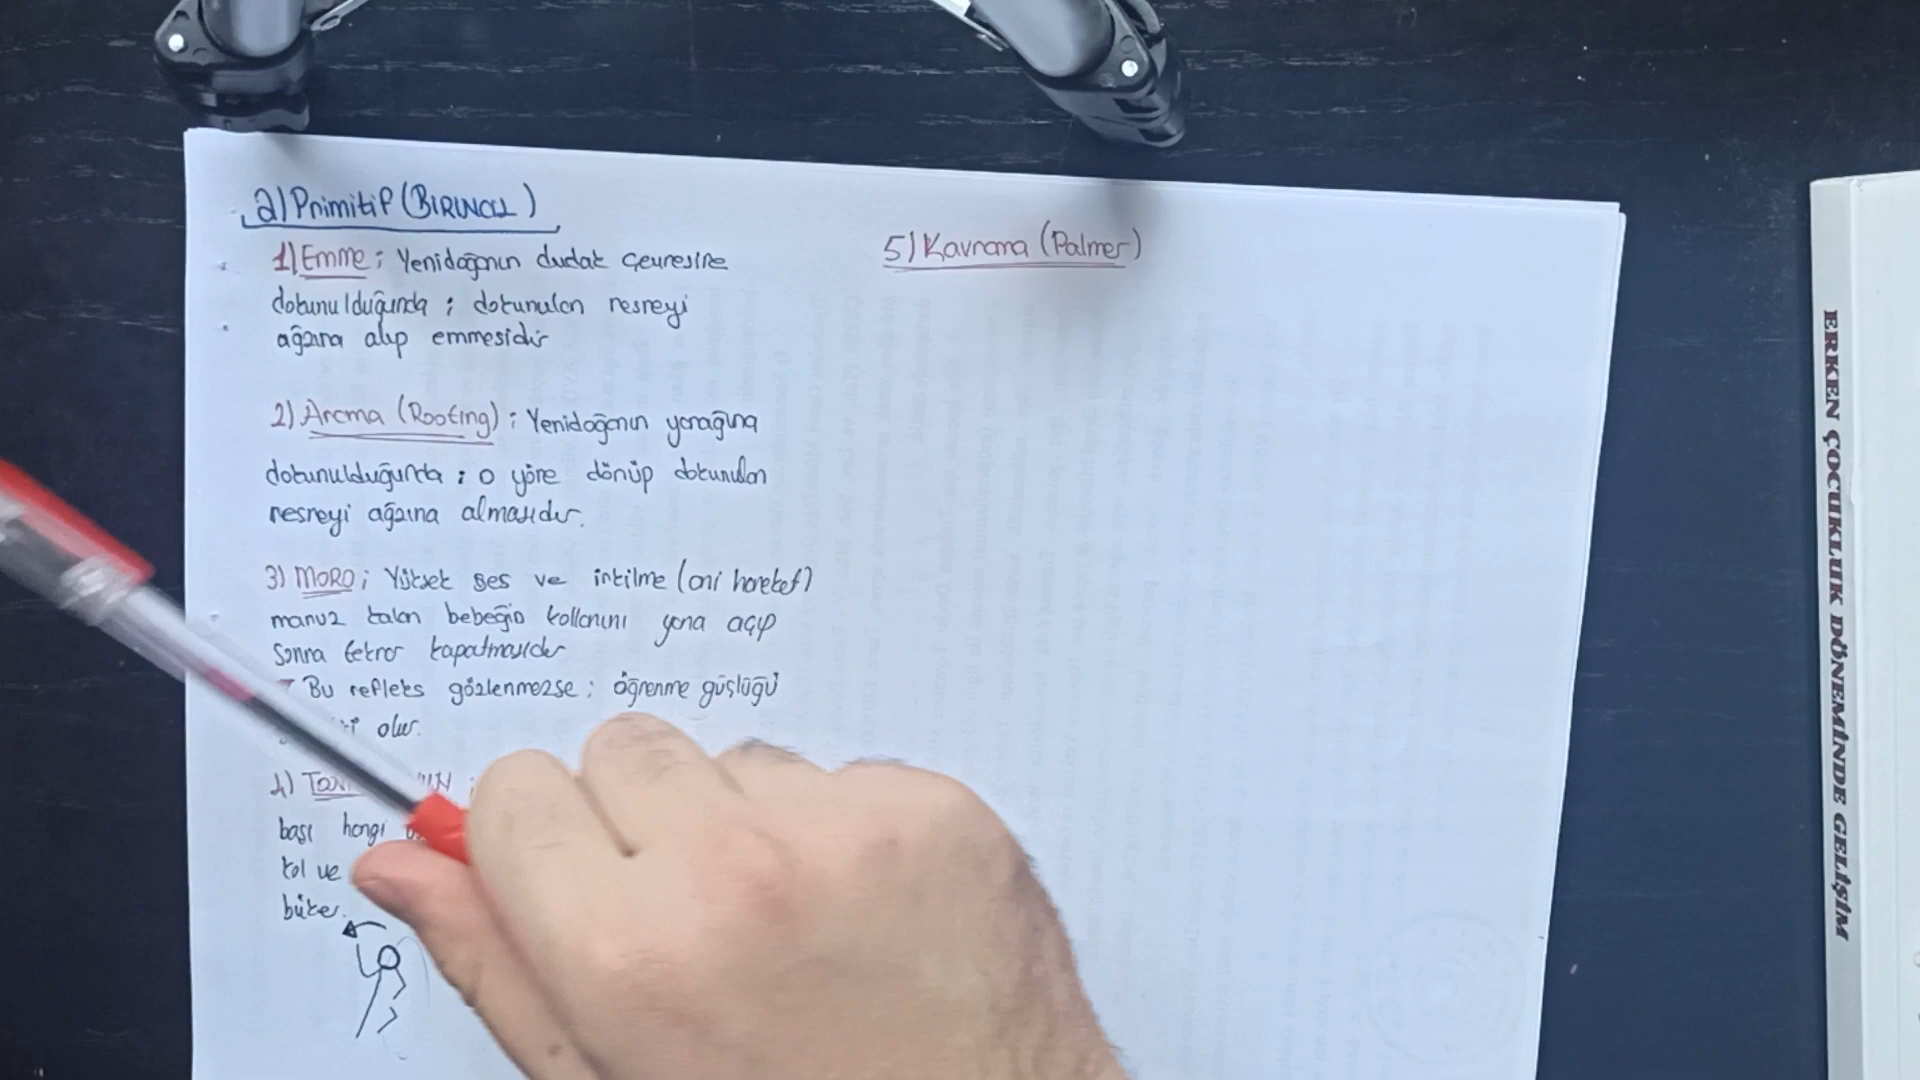 a) Primitif (BİRİNCİL)
1) Emme; Yenidoğanın dudak çevresine
dokunulduğunda; dokunulan nesneyi
ağzına alıp emmesidir
2) Arama (Rooting); Yenidoğanın yanağına
dokunulduğunda; o yöne dönüp dokunulan
nesneyi ağzına almasıdır.
3) MORO; Yüksek ses ve irkilme (ani hareket)
maruz kalan bebeğin kollarını yana açıp
sonra tekrar kapatmasıdır
Bu refleks gözlenmezse; öğrenme güçlüğü
olur.
4)
başı hangi
kol ve
büker.
5) Kavrama (Palmer)
ERKEN ÇOCUKLUK DÖNEMİNDE GELİŞİM